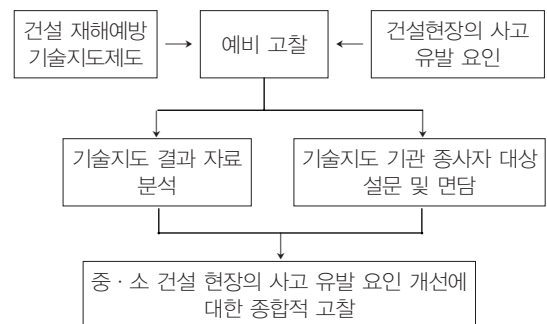 건설 재해예방
기술지도제도
예비 고찰
건설현장의 사고
유발 요인
기술지도 결과 자료
분석
기술지도 기관 종사자 대상
설문 및 면담
중 · 소 건설 현장의 사고 유발 요인 개선에
대한 종합적 고찰